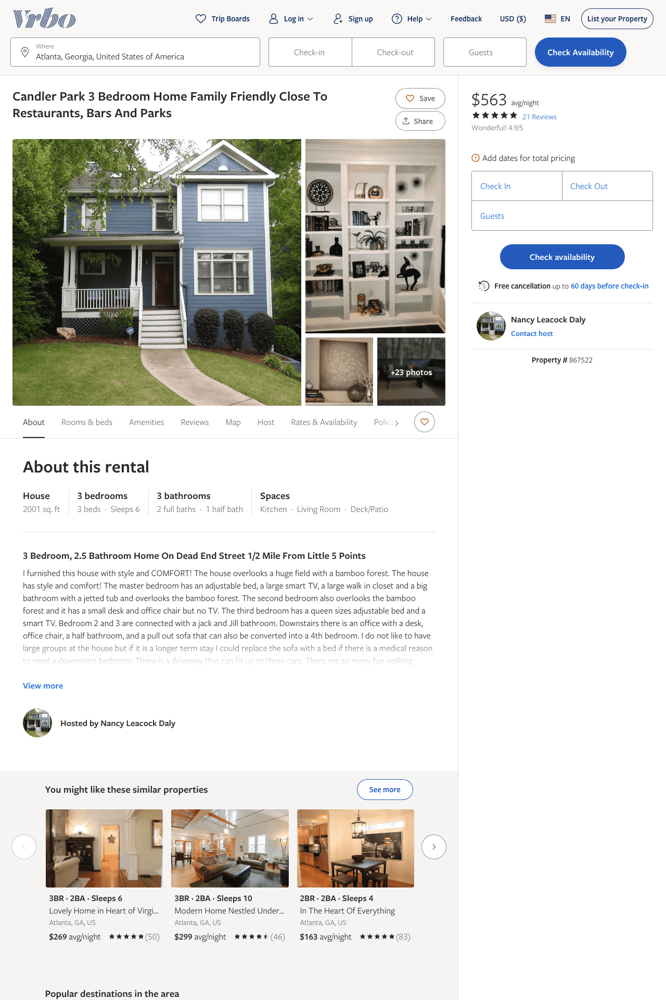 Vrbo
Trip Boards
Log in
Sign up
Help
Feedback
USD ($)
EN
List your Property
Where
Atlanta, Georgia, United States of America
Check-in
Check-out
Guests
Check Availability
Candler Park 3 Bedroom Home Family Friendly Close To
Restaurants, Bars And Parks
Save
Share
+23 photos
$563 avg/night
21 Reviews
Wonderful! 4.9/5
Add dates for total pricing
Check In
Check Out
Guests
Check availability
Free cancellation up to 60 days before check-in
Nancy Leacock Daly
Contact host
Property # 867522
About
Rooms & beds
Amenities
Reviews
Map
Host
Rates & Availability
Polici
About this rental
House
2001 sq. ft
3 bedrooms
3 beds · Sleeps 6
3 bathrooms
2 full baths · 1 half bath
Spaces
Kitchen · Living Room · Deck/Patio
3 Bedroom, 2.5 Bathroom Home On Dead End Street 1/2 Mile From Little 5 Points
I furnished this house with style and COMFORT! The house overlooks a huge field with a bamboo forest. The house
has style and comfort! The master bedroom has an adjustable bed, a large smart TV, a large walk in closet and a big
bathroom with a jetted tub and overlooks the bamboo forest. The second bedroom also overlooks the bamboo
forest and it has a small desk and office chair but no TV. The third bedroom has a queen sizes adjustable bed and a
smart TV. Bedroom 2 and 3 are connected with a jack and Jill bathroom. Downstairs there is an office with a desk,
office chair, a half bathroom, and a pull out sofa that can also be converted into a 4th bedroom. I do not like to have
large groups at the house but if it is a longer term stay I could replace the sofa with a bed if there is a medical reason
to need a downstairs bedroom. There is a driveway that can fit up to three cars. There are so many fun walking
View more
Hosted by Nancy Leacock Daly
You might like these similar properties
See more
3BR · 2BA · Sleeps 6
Lovely Home in Heart of Virgi...
Atlanta, GA, US
$269 avg/night
(50)
3BR · 2BA · Sleeps 10
Modern Home Nestled Under...
Atlanta, GA, US
$299 avg/night
(46)
2BR · 2BA · Sleeps 4
In The Heart Of Everything
Atlanta, GA, US
$163 avg/night
(83)
Popular destinations in the area